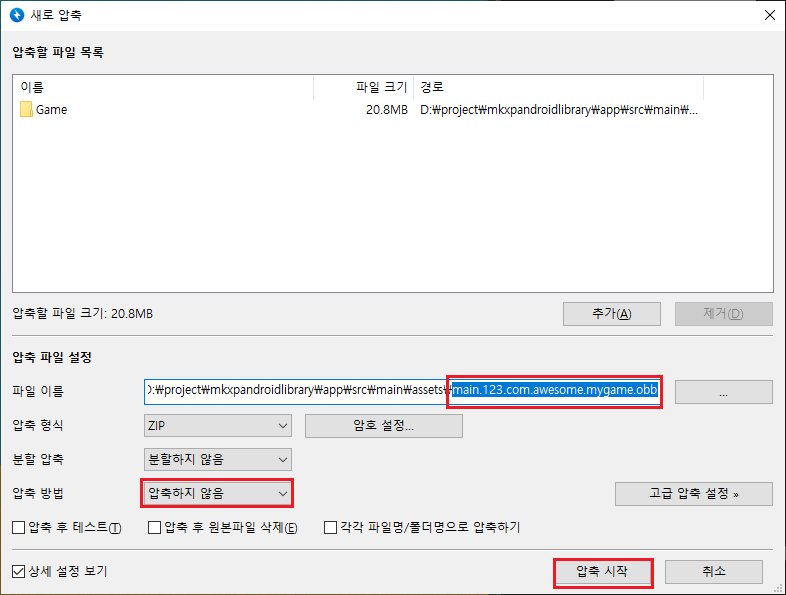 새로 압축
압축할 파일 목록
이름 파일 크기 경로
Game 20.8MB D:₩project₩mkxpandroidlibrary₩app₩src₩main₩...
압축할 파일 크기: 20.8MB 추가(A) 제거(D)
압축 파일 설정
파일 이름 D:₩project₩mkxpandroidlibrary₩app₩src₩main₩assets₩main.123.com.awesome.mygame.obb ...
압축 형식 ZIP 암호 설정...
분할 압축 분할하지 않음
압축 방법 압축하지 않음 고급 압축 설정 »
압축 후 테스트(T) 압축 후 원본파일 삭제(E) 각각 파일명/폴더명으로 압축하기
상세 설정 보기 압축 시작 취소